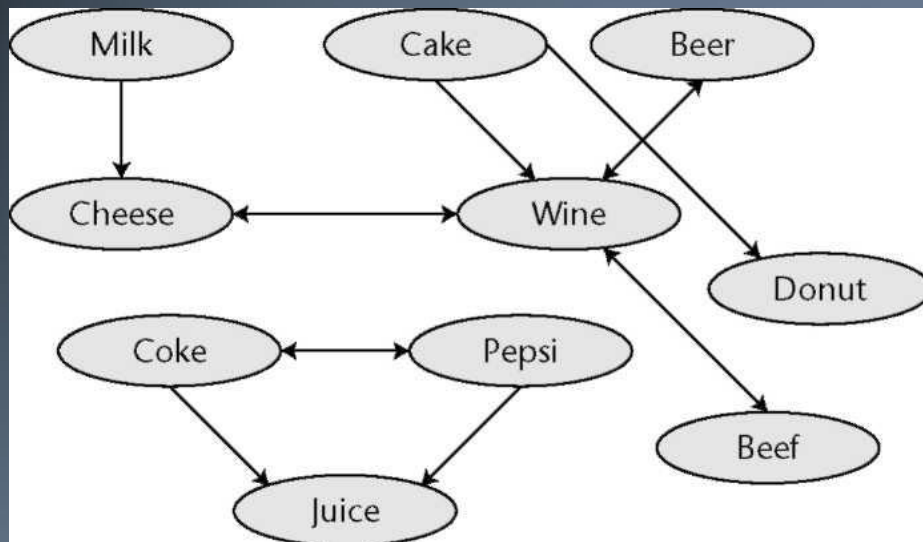 Milk
Cake
Beer
Cheese
Wine
Donut
Coke
Pepsi
Beef
Juice